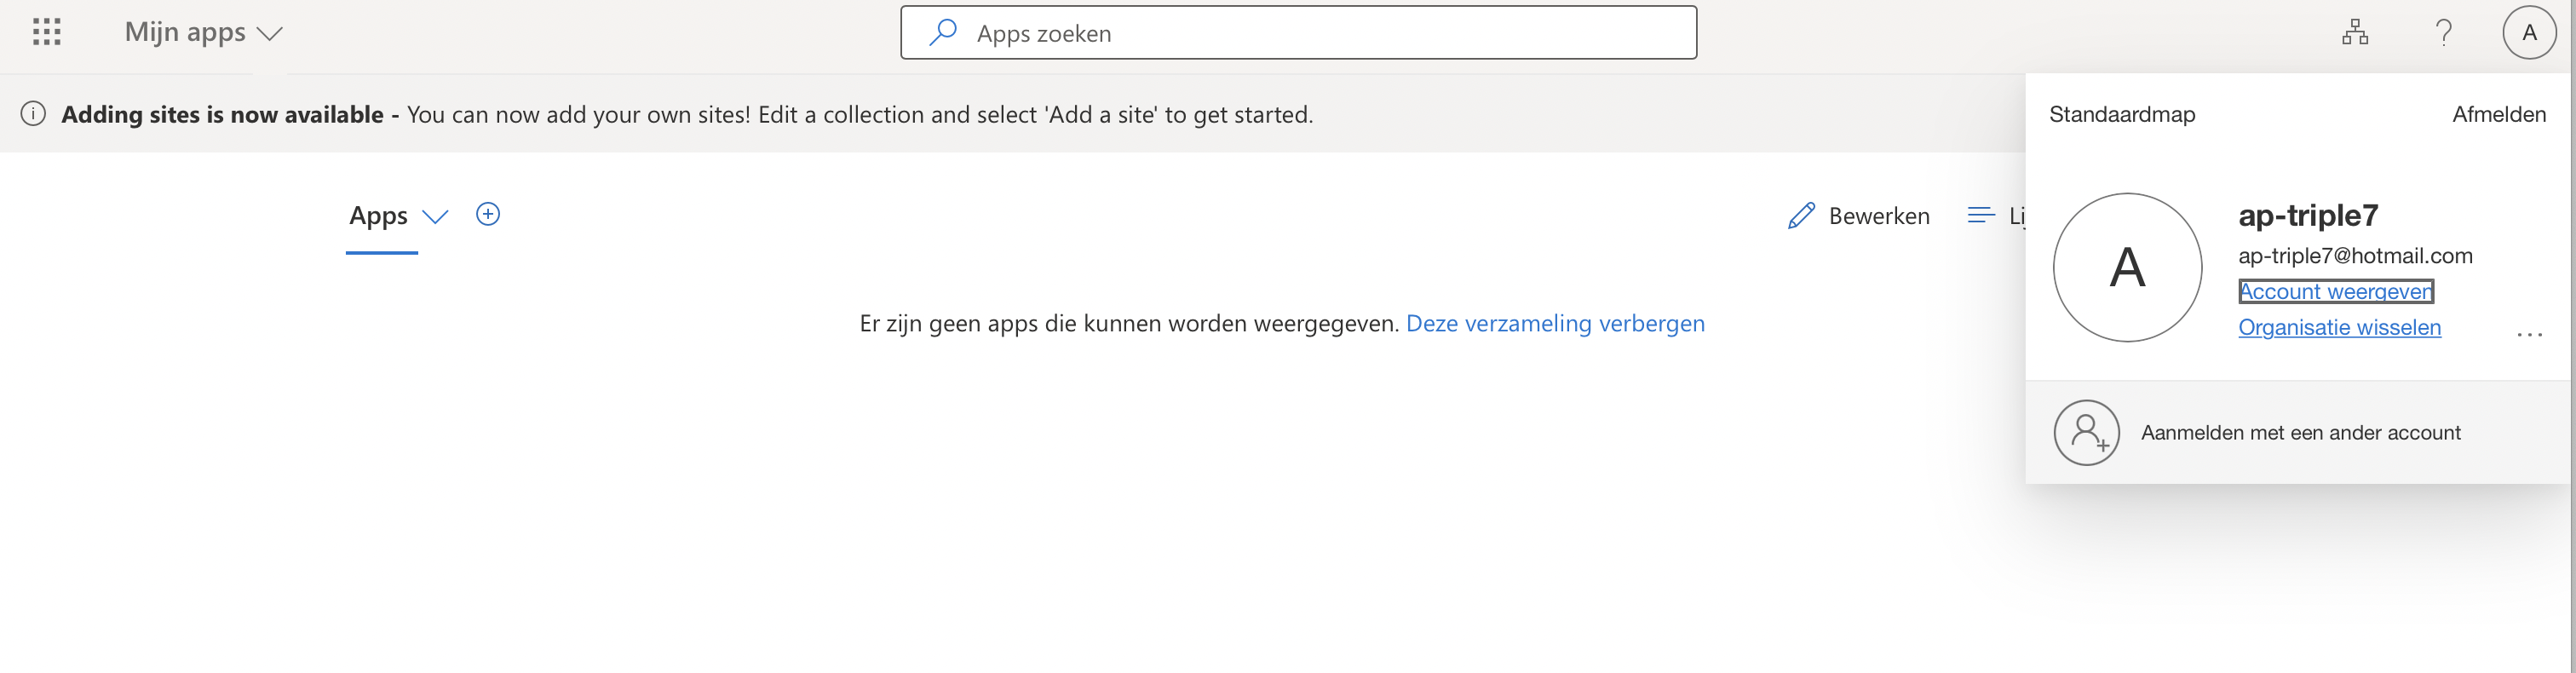 Mijn apps
Apps zoeken
?
A
Adding sites is now available - You can now add your own sites! Edit a collection and select 'Add a site' to get started.
Standaardmap
Afmelden
Apps
Bewerken
A
ap-triple7
ap-triple7@hotmail.com
Account weergeven
Organisatie wisselen
...
Er zijn geen apps die kunnen worden weergegeven. Deze verzameling verbergen
Aanmelden met een ander account